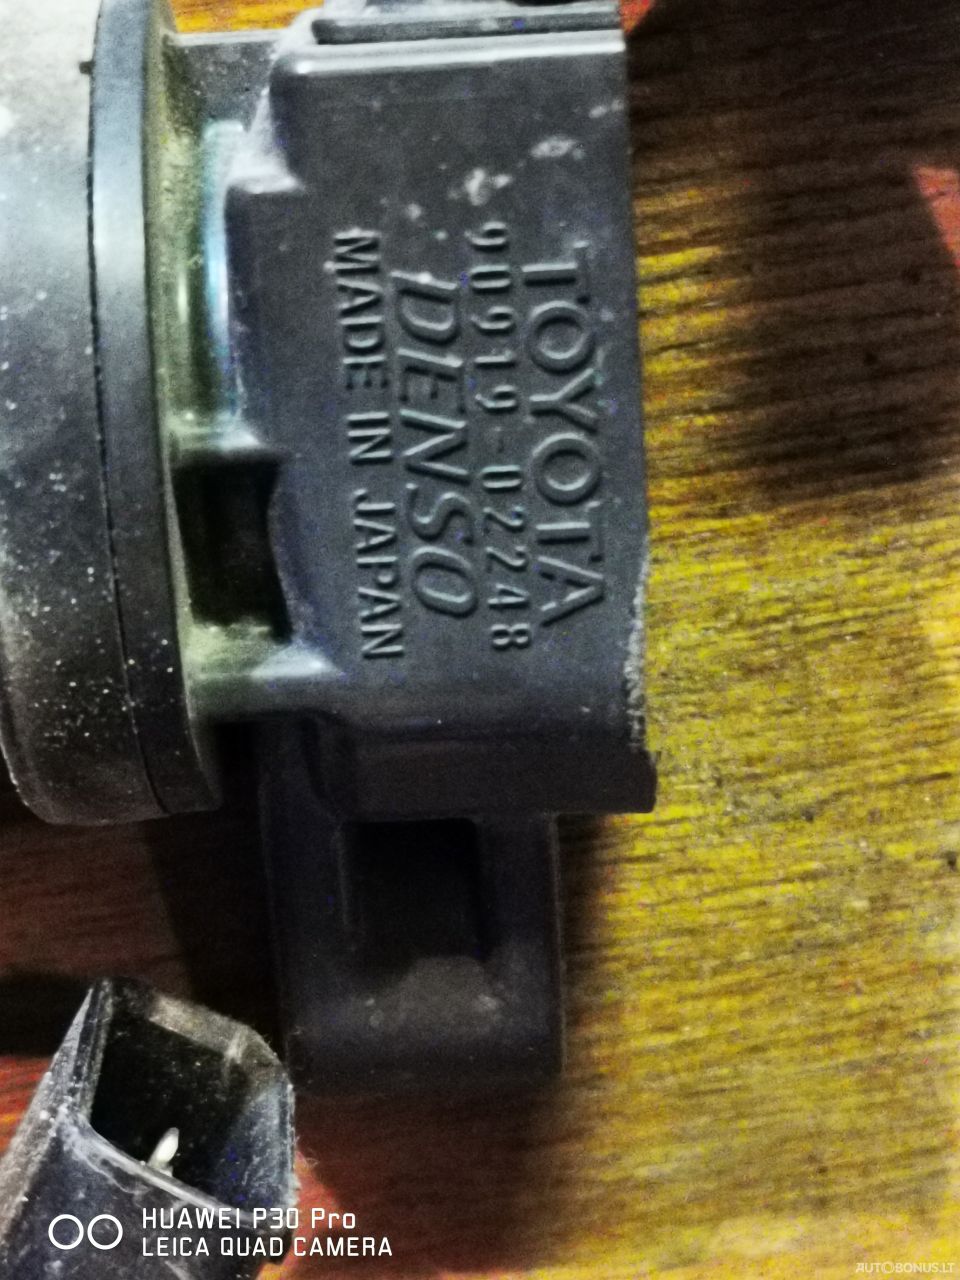 TOYOTA
90919-02248
DENSO
MADE IN JAPAN
HUAWEI P30 Pro
LEICA QUAD CAMERA
AUTOBONUS.LT